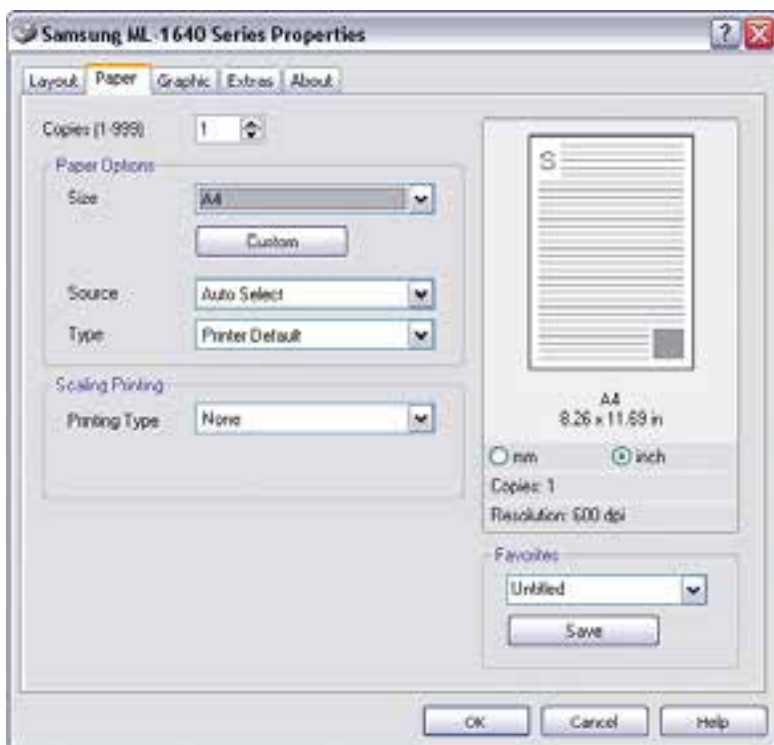 Samsung ML-1640 Series Properties
?
Layout Paper Graphic Extras About
Copies (1-999) 1
Paper Options
Size A4
Custom
Source Auto Select
Type Printer Default
Scaling Printing
Printing Type None
S
A4
8.26 x 11.69 in
mm inch
Copies: 1
Resolution: 600 dpi
Favorites
Untitled
Save
OK Cancel Help